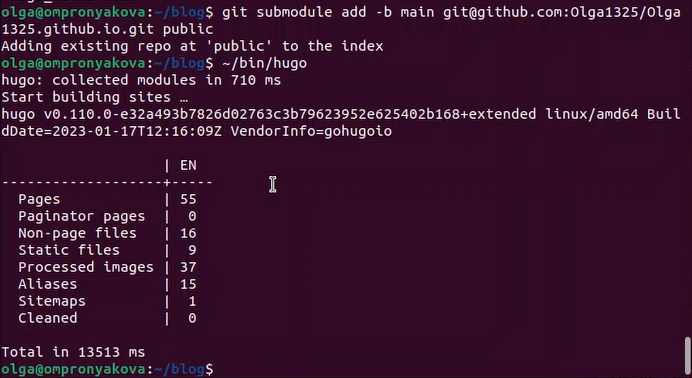 olga@ompronyakova:~/blog$ git submodule add -b main git@github.com:Olga1325/Olga
1325.github.io.git public
Adding existing repo at 'public' to the index
olga@ompronyakova:~/blog$ ~/bin/hugo
hugo: collected modules in 710 ms
Start building sites …
hugo v0.110.0-e32a493b7826d02763c3b79623952e625402b168+extended linux/amd64 Buil
dDate=2023-01-17T12:16:09Z VendorInfo=gohugoio
| EN
-------------------+-----
Pages | 55
Paginator pages | 0
Non-page files | 16
Static files | 9
Processed images | 37
Aliases | 15
Sitemaps | 1
Cleaned | 0
Total in 13513 ms
olga@ompronyakova:~/blog$